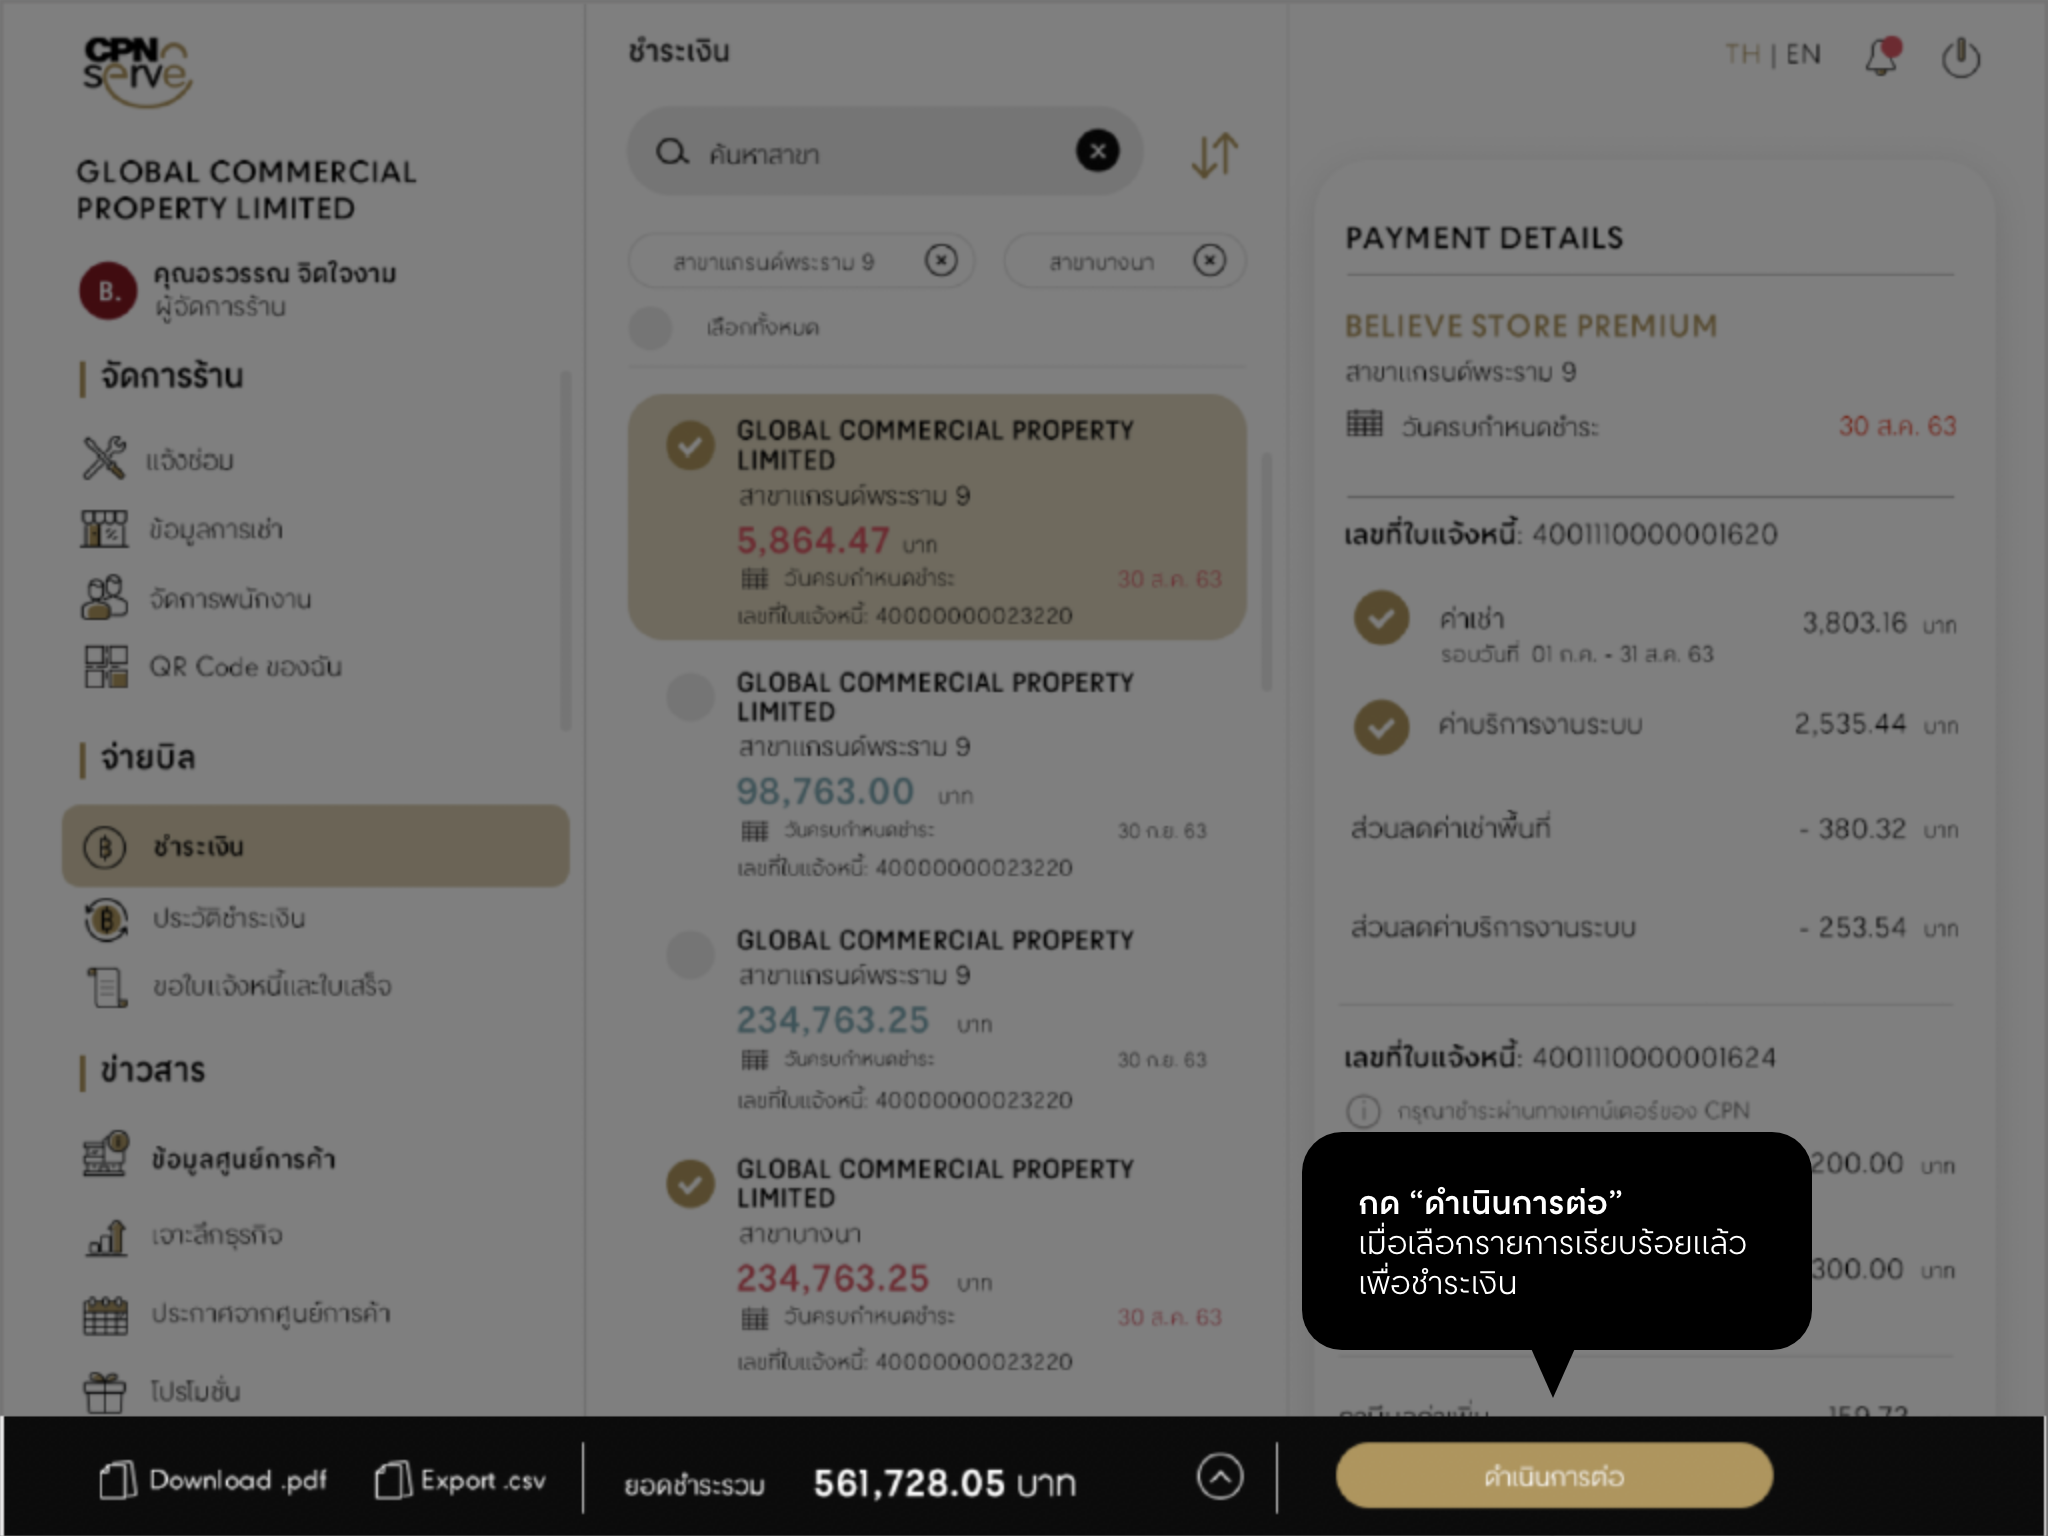 CPN
serve
GLOBAL COMMERCIAL
PROPERTY LIMITED
B.
คุณอรวรรณ จิตใจงาม
ผู้จัดการร้าน
จัดการร้าน
แจ้งซ่อม
ข้อมูลการเช่า
จัดการพนักงาน
QR Code ของฉัน
จ่ายบิล
ชำระเงิน
ประวัติชำระเงิน
ขอใบแจ้งหนี้และใบเสร็จ
ข่าวสาร
ข้อมูลศูนย์การค้า
เจาะลึกธุรกิจ
ประกาศจากศูนย์การค้า
โปรโมชั่น
ชำระเงิน
ค้นหาสาขา
สาขาแกรนด์พระราม 9
สาขาบางนา
เลือกทั้งหมด
GLOBAL COMMERCIAL PROPERTY
LIMITED
สาขาแกรนด์พระราม 9
5,864.47 บาท
วันครบกำหนดชำระ 30 ส.ค. 63
เลขที่ใบแจ้งหนี้: 40000000023220
GLOBAL COMMERCIAL PROPERTY
LIMITED
สาขาแกรนด์พระราม 9
98,763.00 บาท
วันครบกำหนดชำระ 30 ก.ย. 63
เลขที่ใบแจ้งหนี้: 40000000023220
GLOBAL COMMERCIAL PROPERTY
สาขาแกรนด์พระราม 9
234,763.25 บาท
วันครบกำหนดชำระ 30 ก.ย. 63
เลขที่ใบแจ้งหนี้: 40000000023220
GLOBAL COMMERCIAL PROPERTY
LIMITED
สาขาบางนา
234,763.25 บาท
วันครบกำหนดชำระ 30 ส.ค. 63
เลขที่ใบแจ้งหนี้: 40000000023220
TH | EN
PAYMENT DETAILS
BELIEVE STORE PREMIUM
สาขาแกรนด์พระราม 9
วันครบกำหนดชำระ 30 ส.ค. 63
เลขที่ใบแจ้งหนี้: 4001110000001620
ค่าเช่า 3,803.16 บาท
รอบวันที่ 01 ก.ค. - 31 ส.ค. 63
ค่าบริการงานระบบ 2,535.44 บาท
ส่วนลดค่าเช่าพื้นที่ - 380.32 บาท
ส่วนลดค่าบริการงานระบบ - 253.54 บาท
เลขที่ใบแจ้งหนี้: 4001110000001624
กรุณาชำระผ่านทางเคาน์เตอร์ของ CPN
200.00 บาท
300.00 บาท
กด “ดำเนินการต่อ”
เมื่อเลือกรายการเรียบร้อยแล้ว
เพื่อชำระเงิน
159.72
Download .pdf
Export .csv
ยอดชำระรวม 561,728.05 บาท
ดำเนินการต่อ